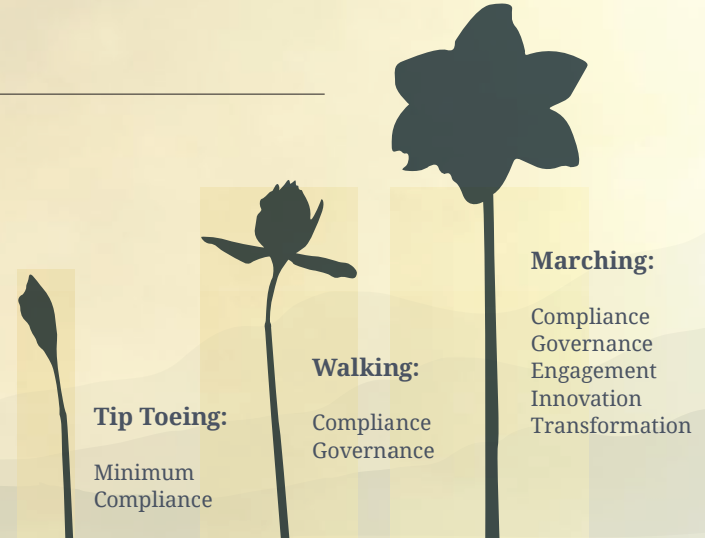 Tip Toeing:
Minimum
Compliance
Walking:
Compliance
Governance
Marching:
Compliance
Governance
Engagement
Innovation
Transformation